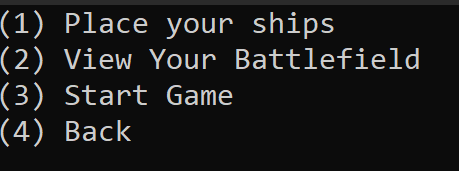 (1) Place your ships
(2) View Your Battlefield
(3) Start Game
(4) Back